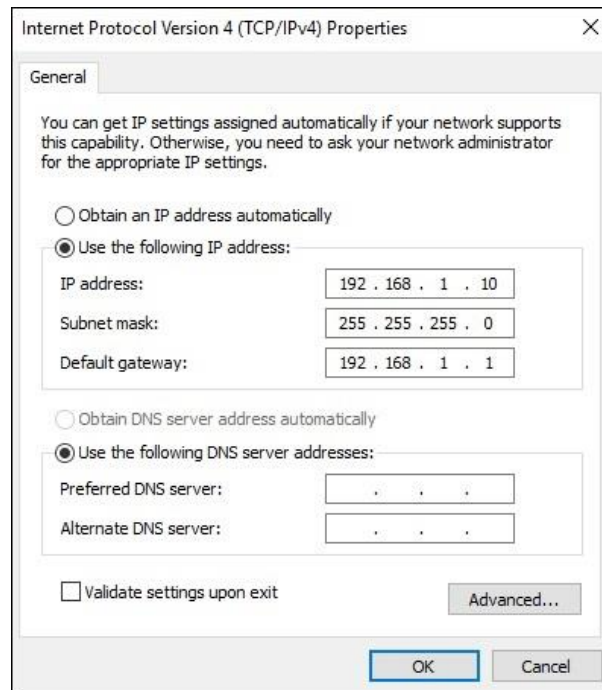 Internet Protocol Version 4 (TCP/IPv4) Properties
General
You can get IP settings assigned automatically if your network supports
this capability. Otherwise, you need to ask your network administrator
for the appropriate IP settings.
Obtain an IP address automatically
Use the following IP address:
IP address: 192 . 168 . 1 . 10
Subnet mask: 255 . 255 . 255 . 0
Default gateway: 192 . 168 . 1 . 1
Obtain DNS server address automatically
Use the following DNS server addresses:
Preferred DNS server: . . .
Alternate DNS server: . . .
Validate settings upon exit
Advanced...
OK Cancel